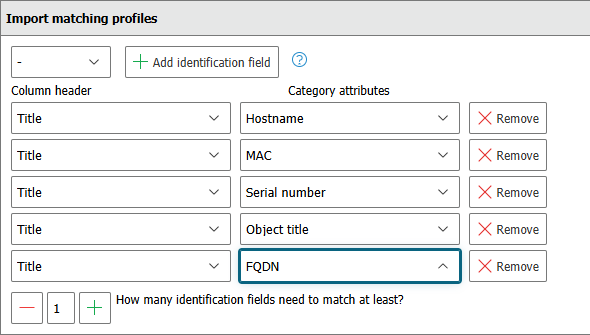 Import matching profiles
- Add identification field ?
Column header Category attributes
Title Hostname Remove
Title MAC Remove
Title Serial number Remove
Title Object title Remove
Title FQDN Remove
1 How many identification fields need to match at least?